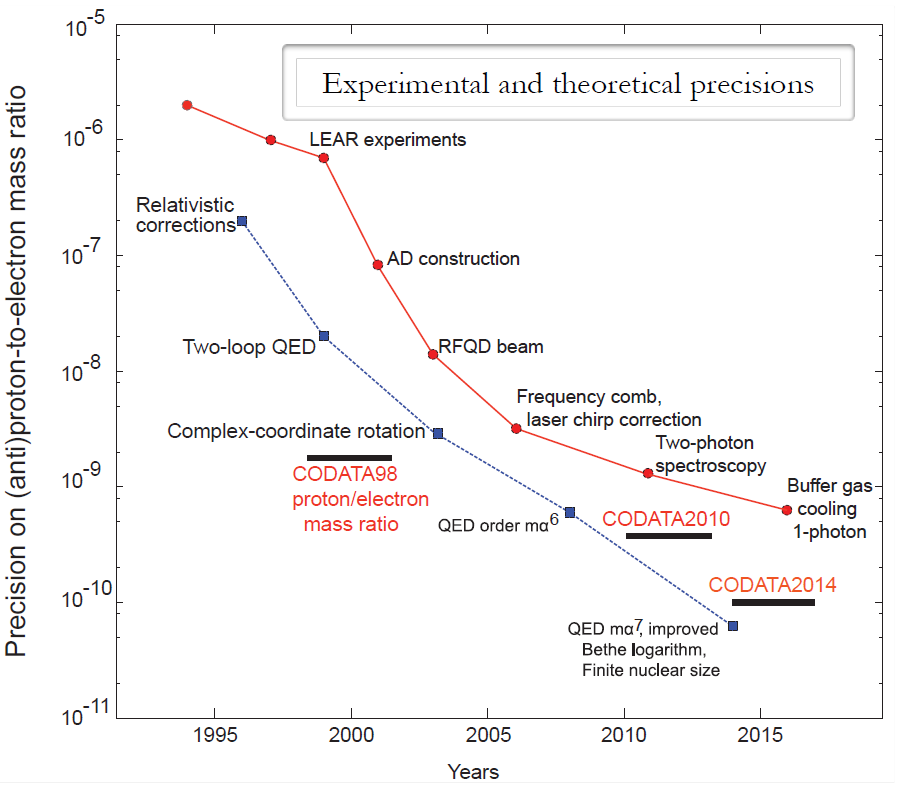 Experimental and theoretical precisions
Precision on (anti)proton-to-electron mass ratio
10-5
10-6
10-7
10-8
10-9
10-10
10-11
LEAR experiments
Relativistic
corrections
AD construction
Two-loop QED
RFQD beam
Frequency comb,
laser chirp correction
Complex-coordinate rotation
Two-photon
spectroscopy
CODATA98
proton/electron
mass ratio
Buffer gas
cooling
1-photon
QED order mα6
CODATA2010
CODATA2014
QED mα7, improved
Bethe logarithm,
Finite nuclear size
1995 2000 2005 2010 2015
Years